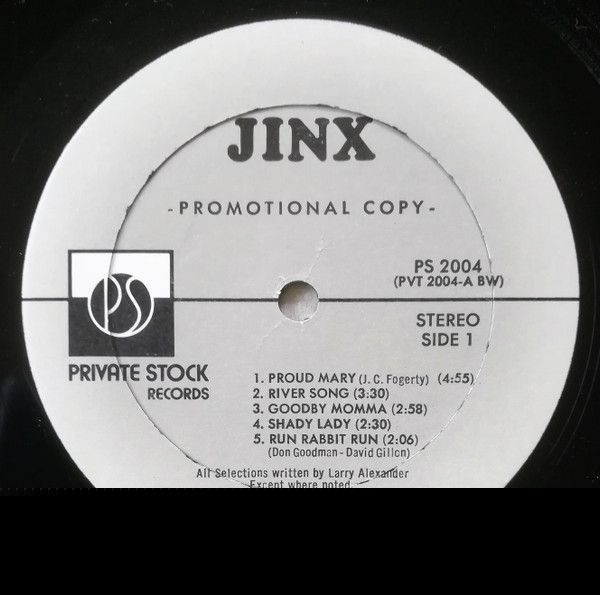 JINX
-PROMOTIONAL COPY-
PS 2004
(PVT 2004-A BW)
PS
PRIVATE STOCK
RECORDS
STEREO
SIDE 1
1. PROUD MARY (J. C. Fogerty) (4:55)
2. RIVER SONG (3:30)
3. GOODBY MOMMA (2:58)
4. SHADY LADY (2:30)
5. RUN RABBIT RUN (2:06)
(Don Goodman - David Gillon)
All Selections written by Larry Alexander
Except where noted